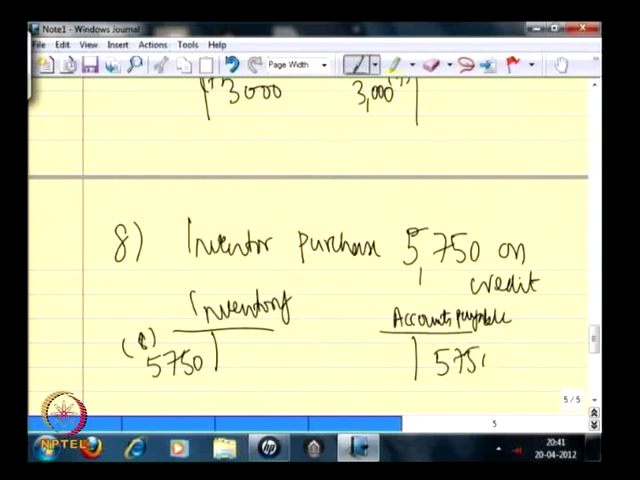 Note1 - Windows Journal
File Edit View Insert Actions Tools Help
Page Width
3000 3,000
8) Inventor purchase 5,750 on
credit
Inventory Accounts payable
(8)
5750 575
5 / 5
5
NPTEL
20:41
20-04-2012